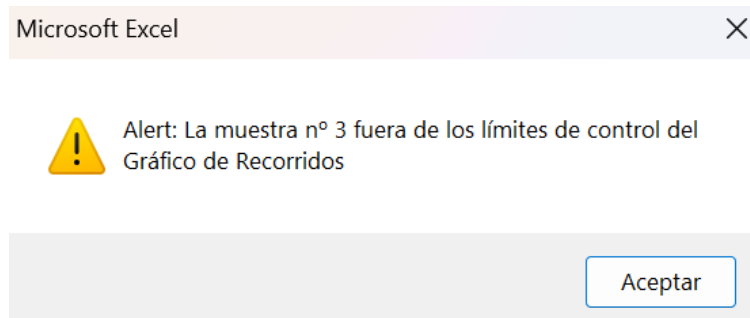 Microsoft Excel
Alert: La muestra nº 3 fuera de los límites de control del
Gráfico de Recorridos
Aceptar